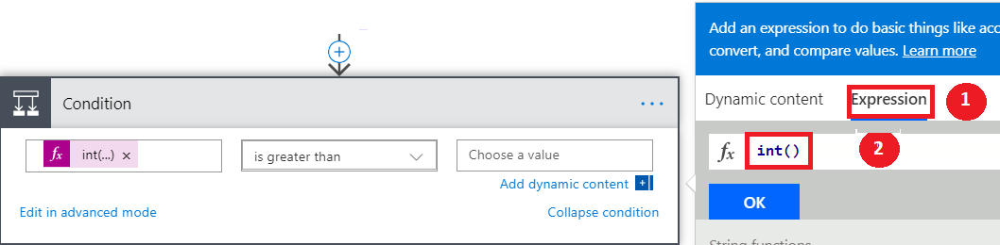 Condition
...
fx int(...) ×
is greater than
Choose a value
Add dynamic content +
Edit in advanced mode
Collapse condition
Add an expression to do basic things like acc
convert, and compare values. Learn more
Dynamic content Expression 1
fx int() 2
OK
String functions